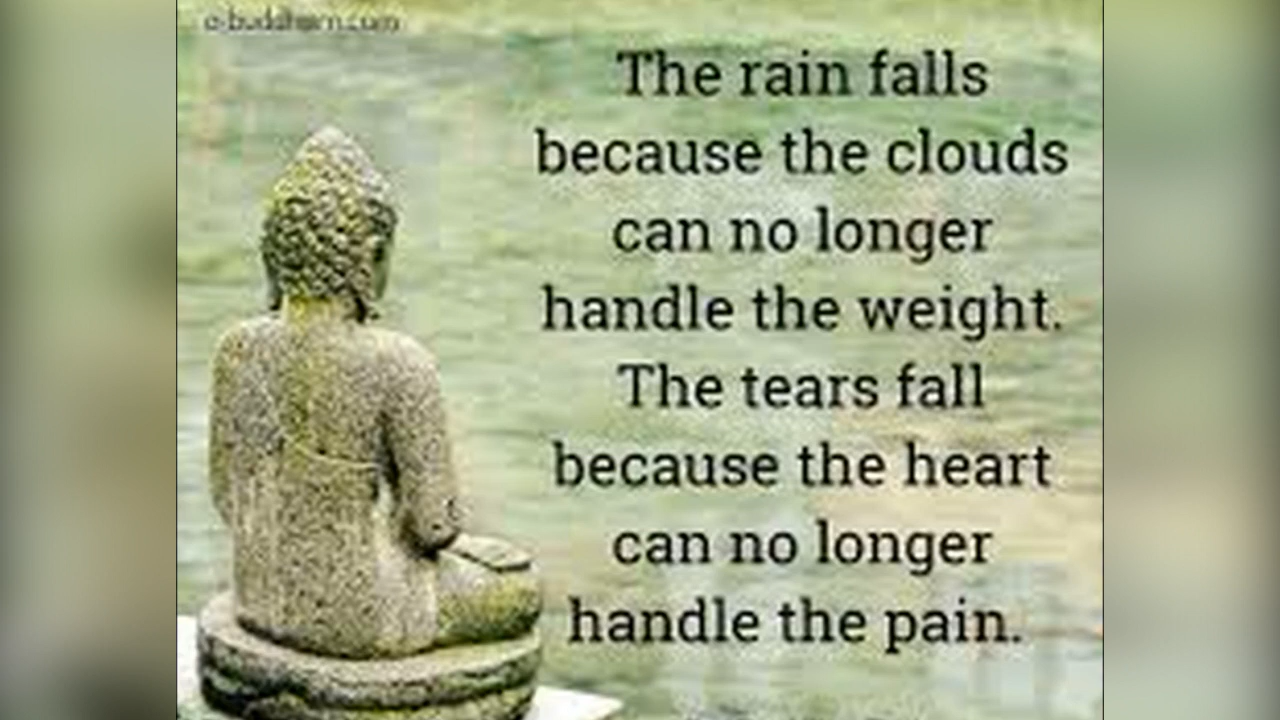 The rain falls
because the clouds
can no longer
handle the weight.
The tears fall
because the heart
can no longer
handle the pain.